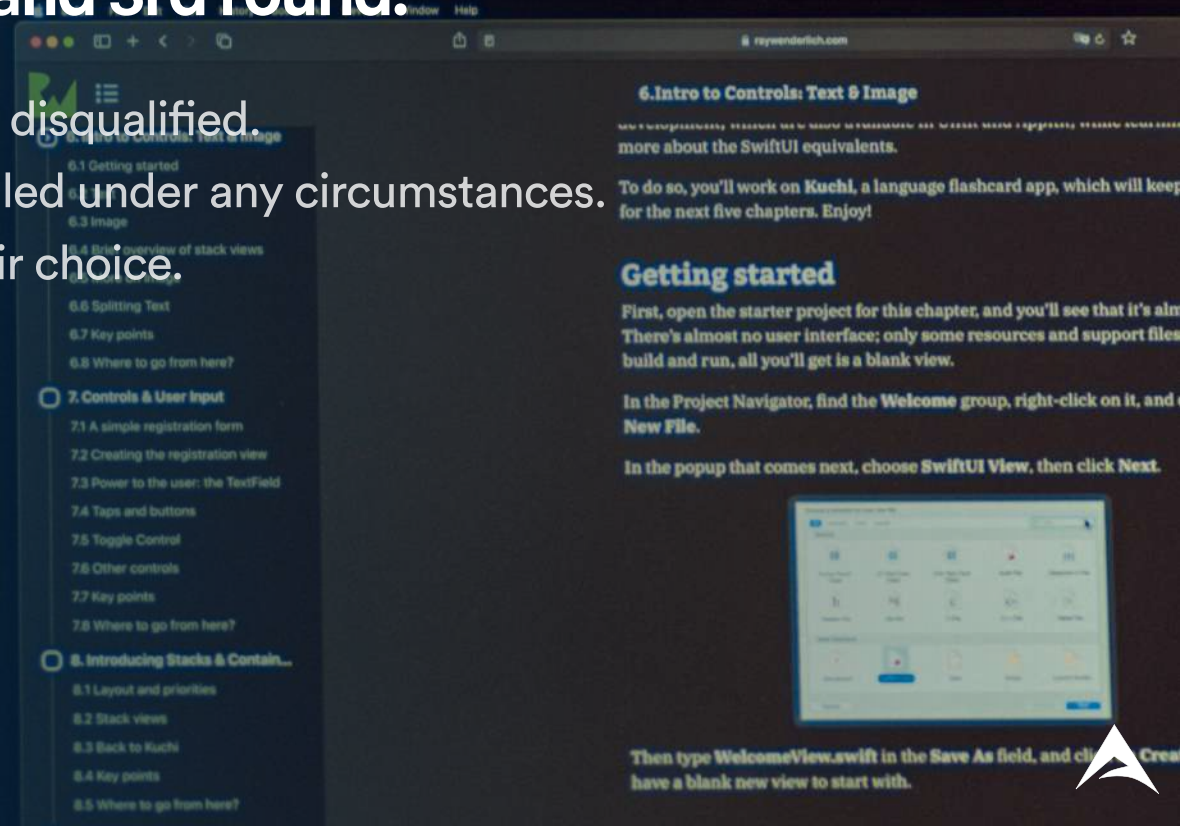 and 3rd round.
disqualified.
led under any circumstances.
ir choice.
Window Help
raywenderlich.com
6. Intro to Controls: Text & Image
6.1 Getting started
6.3 Image
6.4 Brief overview of stack views
6.6 Splitting Text
6.7 Key points
6.8 Where to go from here?
7. Controls & User Input
7.1 A simple registration form
7.2 Creating the registration view
7.3 Power to the user: the TextField
7.4 Taps and buttons
7.5 Toggle Control
7.6 Other controls
7.7 Key points
7.8 Where to go from here?
8. Introducing Stacks & Contain...
8.1 Layout and priorities
8.2 Stack views
8.3 Back to Kuchi
8.4 Key points
8.5 Where to go from here?
6.Intro to Controls: Text & Image
more about the SwiftUI equivalents.
To do so, you'll work on Kuchi, a language flashcard app, which will keep
for the next five chapters. Enjoy!
Getting started
First, open the starter project for this chapter, and you'll see that it's alm
There's almost no user interface; only some resources and support files
build and run, all you'll get is a blank view.
In the Project Navigator, find the Welcome group, right-click on it, and
New File.
In the popup that comes next, choose SwiftUI View, then click Next.
Then type WelcomeView.swift in the Save As field, and cli Crea
have a blank new view to start with.